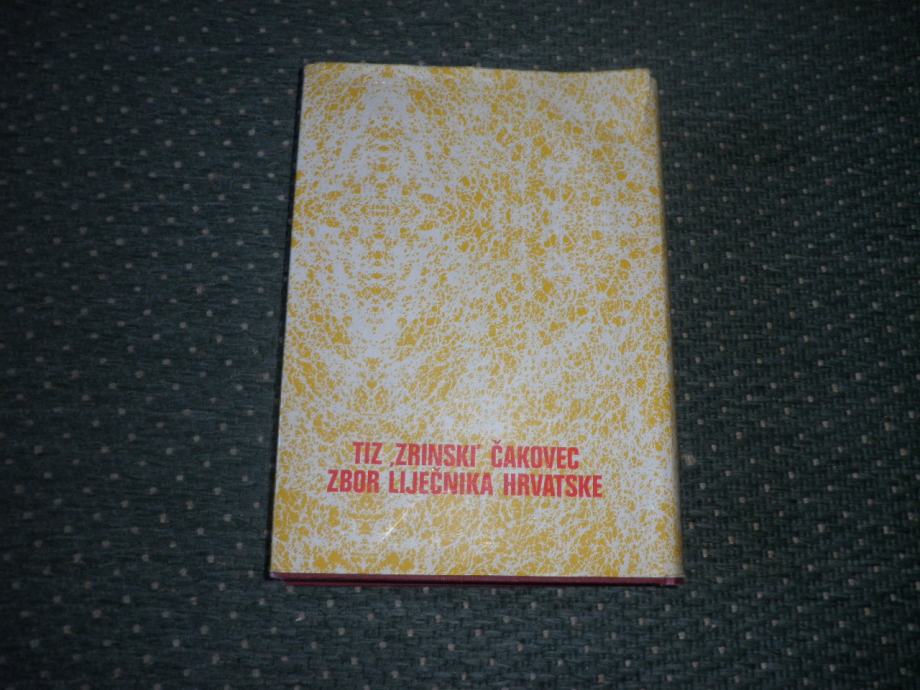 TIZ ‚ZRINSKI’ ČAKOVEC
ZBOR LIJEČNIKA HRVATSKE